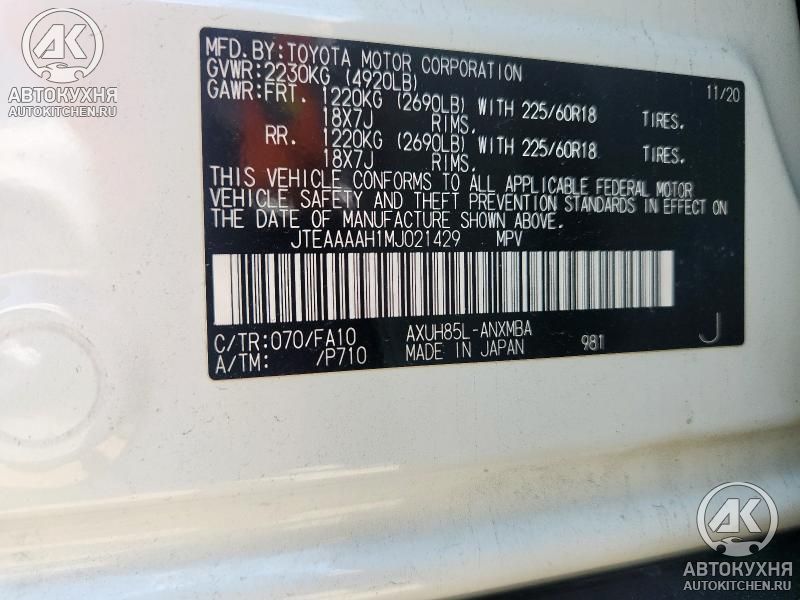 AK
АВТОКУХНЯ
AUTOKITCHEN.RU
MFD.BY:TOYOTA MOTOR CORPORATION 11/20
GVWR:2230KG (4920LB)
GAWR:FRT. 1220KG (2690LB) WITH 225/60R18 TIRES.
18X7J RIMS.
RR. 1220KG (2690LB) WITH 225/60R18 TIRES.
18X7J RIMS.
THIS VEHICLE CONFORMS TO ALL APPLICABLE FEDERAL MOTOR
VEHICLE SAFETY AND THEFT PREVENTION STANDARDS IN EFFECT ON
THE DATE OF MANUFACTURE SHOWN ABOVE.
JTEAAAAH1MJ021429 MPV
C/TR:070/FA10 AXUH85L-ANXMBA
A/TM: /P710 MADE IN JAPAN 981 J
AK
АВТОКУХНЯ
AUTOKITCHEN.RU